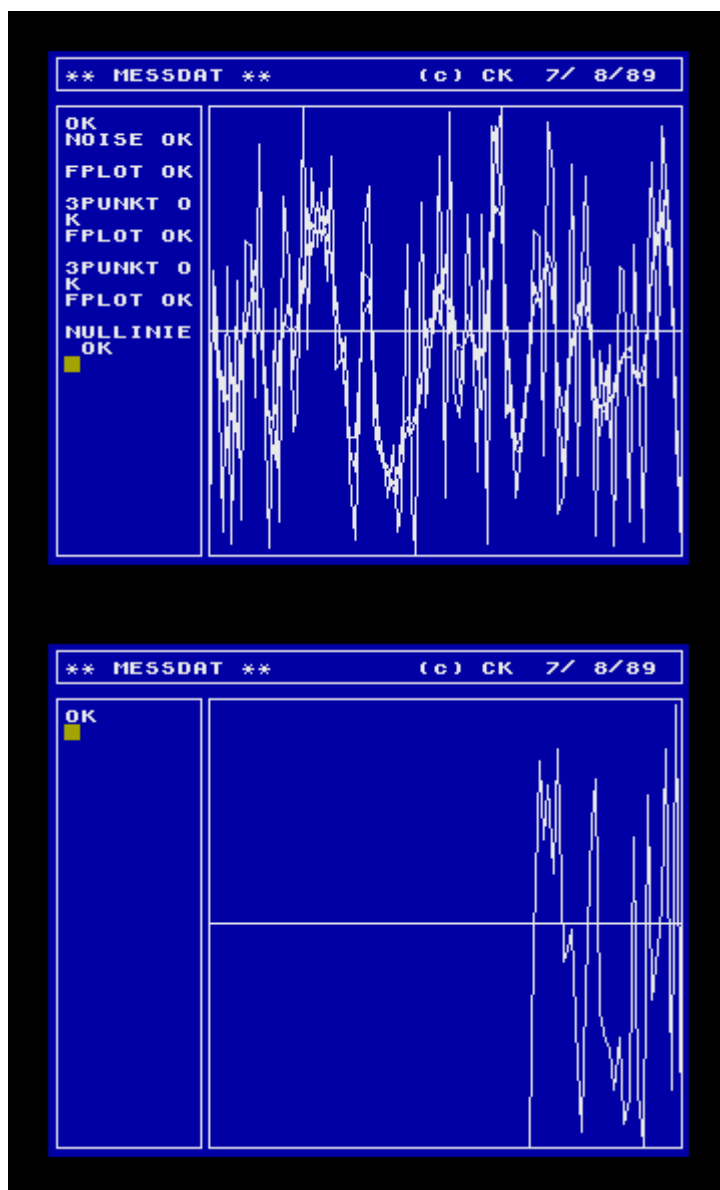 ** MESSDAT ** (c) CK 7/ 8/89
OK
NOISE OK
FPLOT OK
3PUNKT O
K
FPLOT OK
3PUNKT O
K
FPLOT OK
NULLINIE
OK
** MESSDAT ** (c) CK 7/ 8/89
OK